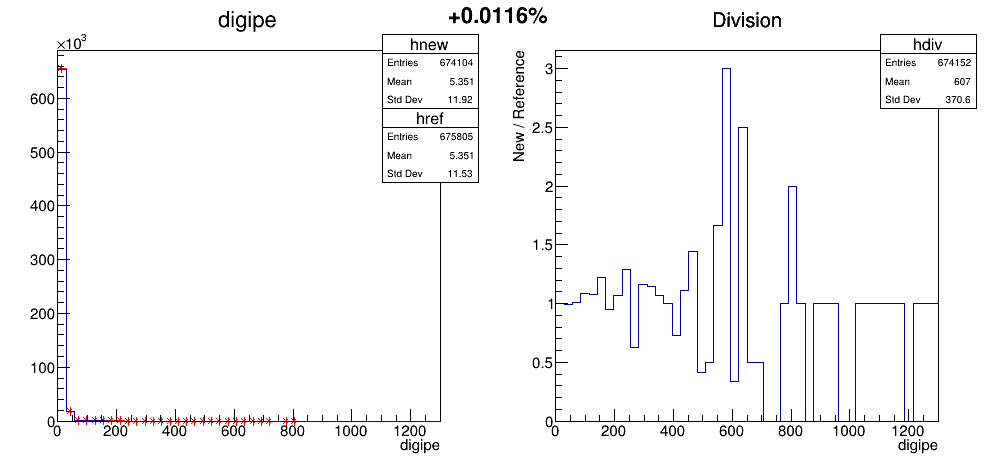 +0.0116%
digipe
×10³
hnew
Entries 674104
Mean 5.351
Std Dev 11.92
href
Entries 675805
Mean 5.351
Std Dev 11.53
600
500
400
300
200
100
0
0 200 400 600 800 1000 1200
digipe
Division
hdiv
Entries 674152
Mean 607
Std Dev 370.6
New / Reference
3
2.5
2
1.5
1
0.5
0
0 200 400 600 800 1000 1200
digipe